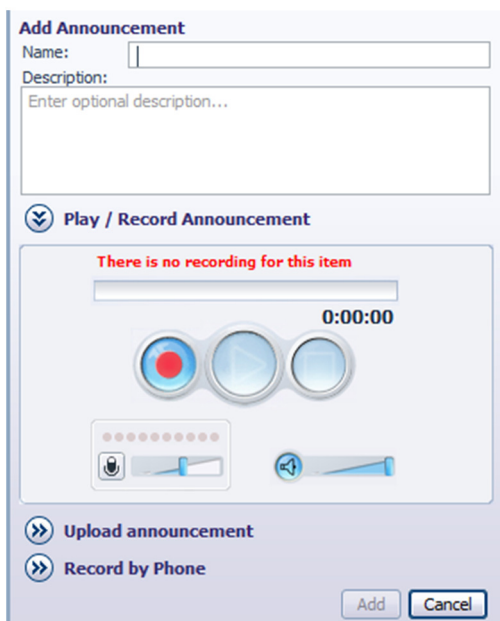 Add Announcement
Name:
Description:
Enter optional description...
Play / Record Announcement
There is no recording for this item
0:00:00
Upload announcement
Record by Phone
Add Cancel